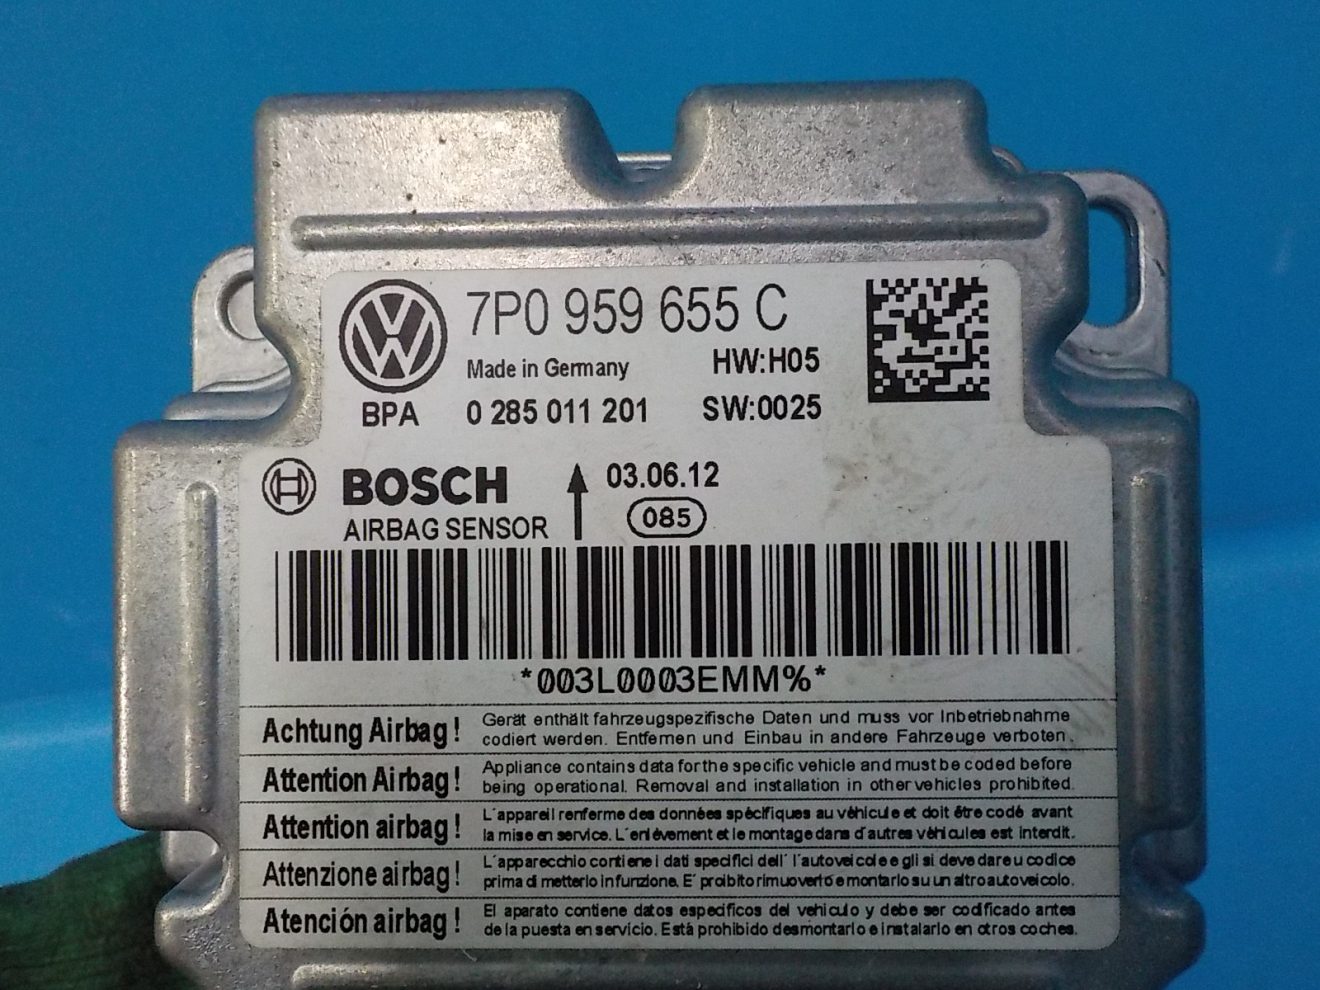 7P0 959 655 C
Made in Germany HW:H05
BPA 0 285 011 201 SW:0025
BOSCH 03.06.12
AIRBAG SENSOR 085
*003L0003EMM%*
Achtung Airbag! Gerät enthält fahrzeugspezifische Daten und muss vor Inbetriebnahme
codiert werden. Entfernen und Einbau in andere Fahrzeuge verboten.
Attention Airbag! Appliance contains data for the specific vehicle and must be coded before
being operational. Removal and installation in other vehicles prohibited.
Attention airbag! L'appareil renferme des données spécifiques au véhicule et doit être codé avant
la mise en service. L'enlévement et le montage dans d'autres véhicules est interdit.
Attenzione airbag! L'apparecchio contiene i dati specifici dell' l'autoveicolo e gli si deve dare u codice
prima di metterlo in funzione. E' proibito rimuoverto e montarlo su un altro autoveicolo.
Atención airbag! El aparato contiene datos especificos del vehiculo y debe ser codificado antes
de la puesta en servicio. Está prohibido desmontarlo e instalarlo en otros coches.